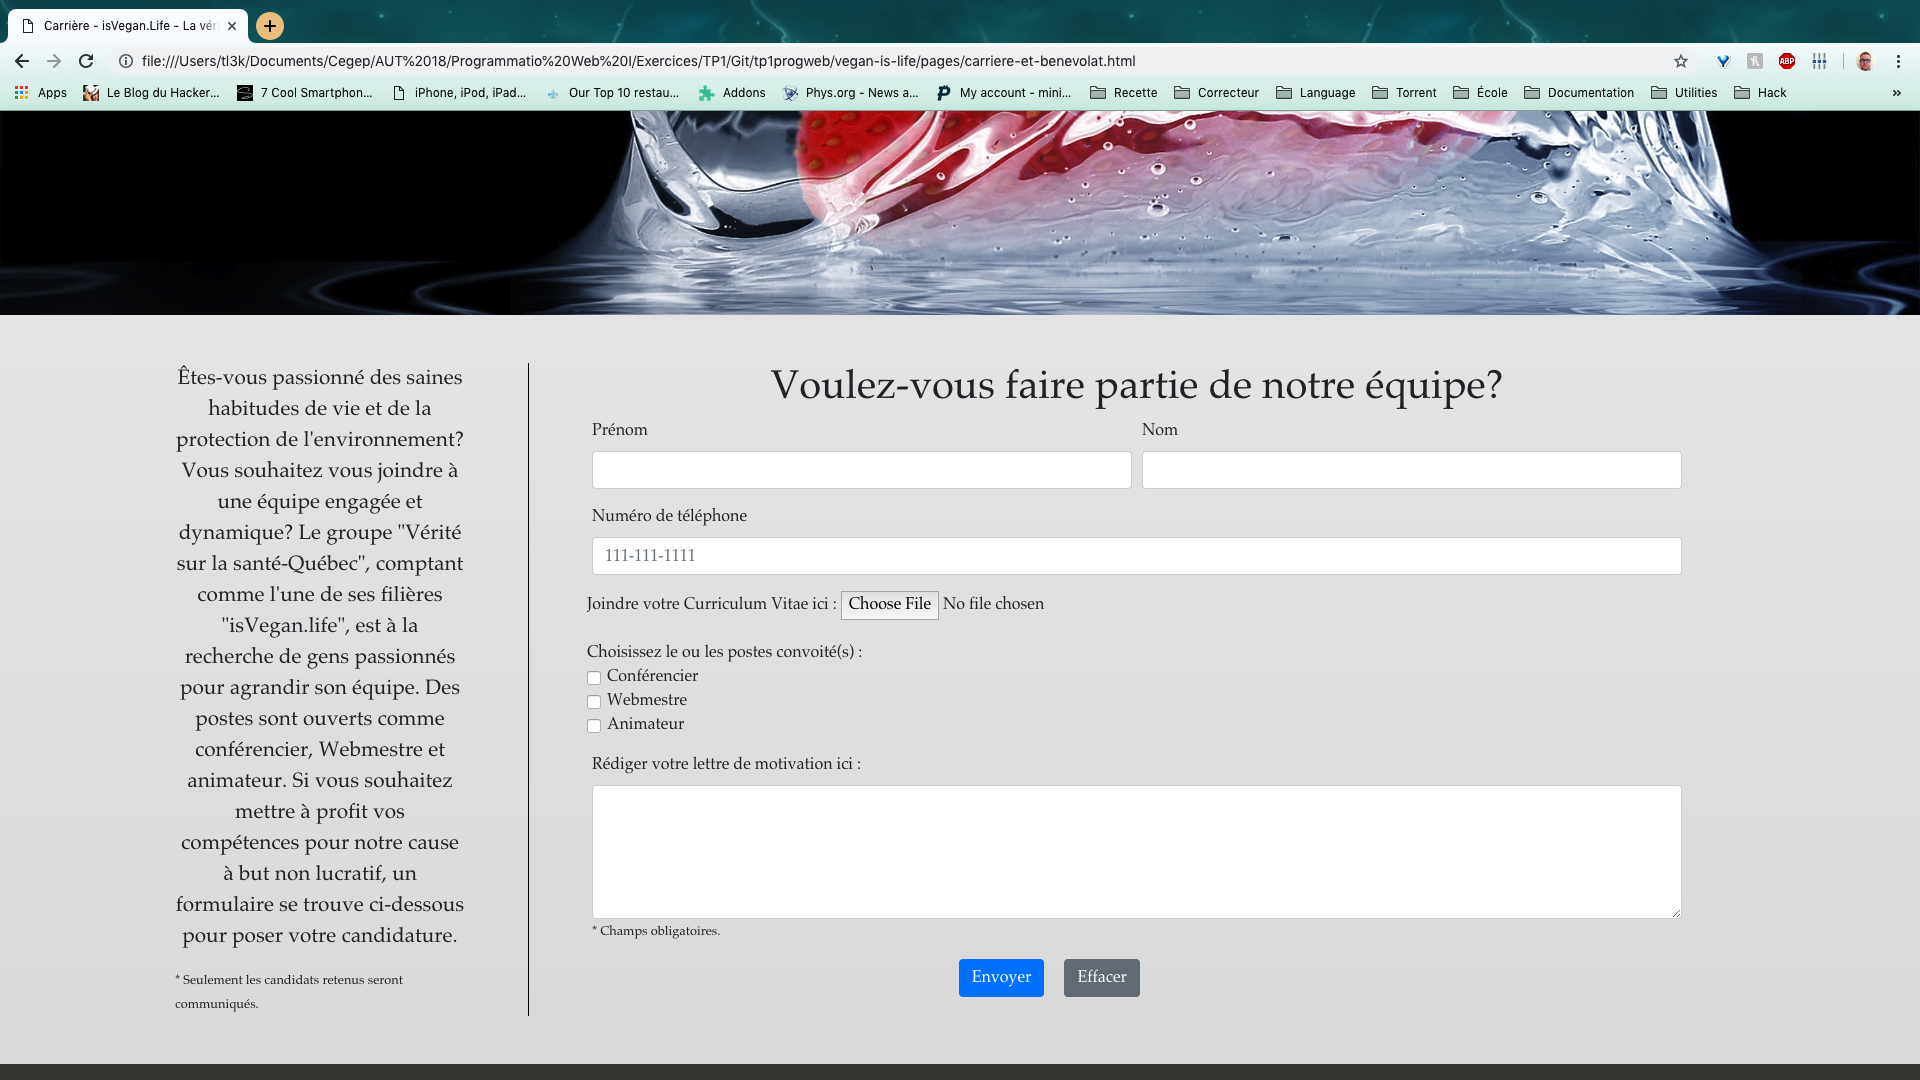 Carrière - isVegan.Life - La véri
file:///Users/tl3k/Documents/Cegep/AUT%2018/Programmatio%20Web%20I/Exercices/TP1/Git/tp1progweb/vegan-is-life/pages/carriere-et-benevolat.html
ABP
Apps Le Blog du Hacker... 7 Cool Smartphon... iPhone, iPod, iPad... Our Top 10 restau... Addons Phys.org - News a... My account - mini... Recette Correcteur Language Torrent École Documentation Utilities Hack »
Êtes-vous passionné des saines
habitudes de vie et de la
protection de l'environnement?
Vous souhaitez vous joindre à
une équipe engagée et
dynamique? Le groupe "Vérité
sur la santé-Québec", comptant
comme l'une de ses filières
"isVegan.life", est à la
recherche de gens passionnés
pour agrandir son équipe. Des
postes sont ouverts comme
conférencier, Webmestre et
animateur. Si vous souhaitez
mettre à profit vos
compétences pour notre cause
à but non lucratif, un
formulaire se trouve ci-dessous
pour poser votre candidature.
* Seulement les candidats retenus seront
communiqués.
Voulez-vous faire partie de notre équipe?
Prénom Nom
Numéro de téléphone
111-111-1111
Joindre votre Curriculum Vitae ici : Choose File No file chosen
Choisissez le ou les postes convoité(s) :
Conférencier
Webmestre
Animateur
Rédiger votre lettre de motivation ici :
* Champs obligatoires.
Envoyer Effacer